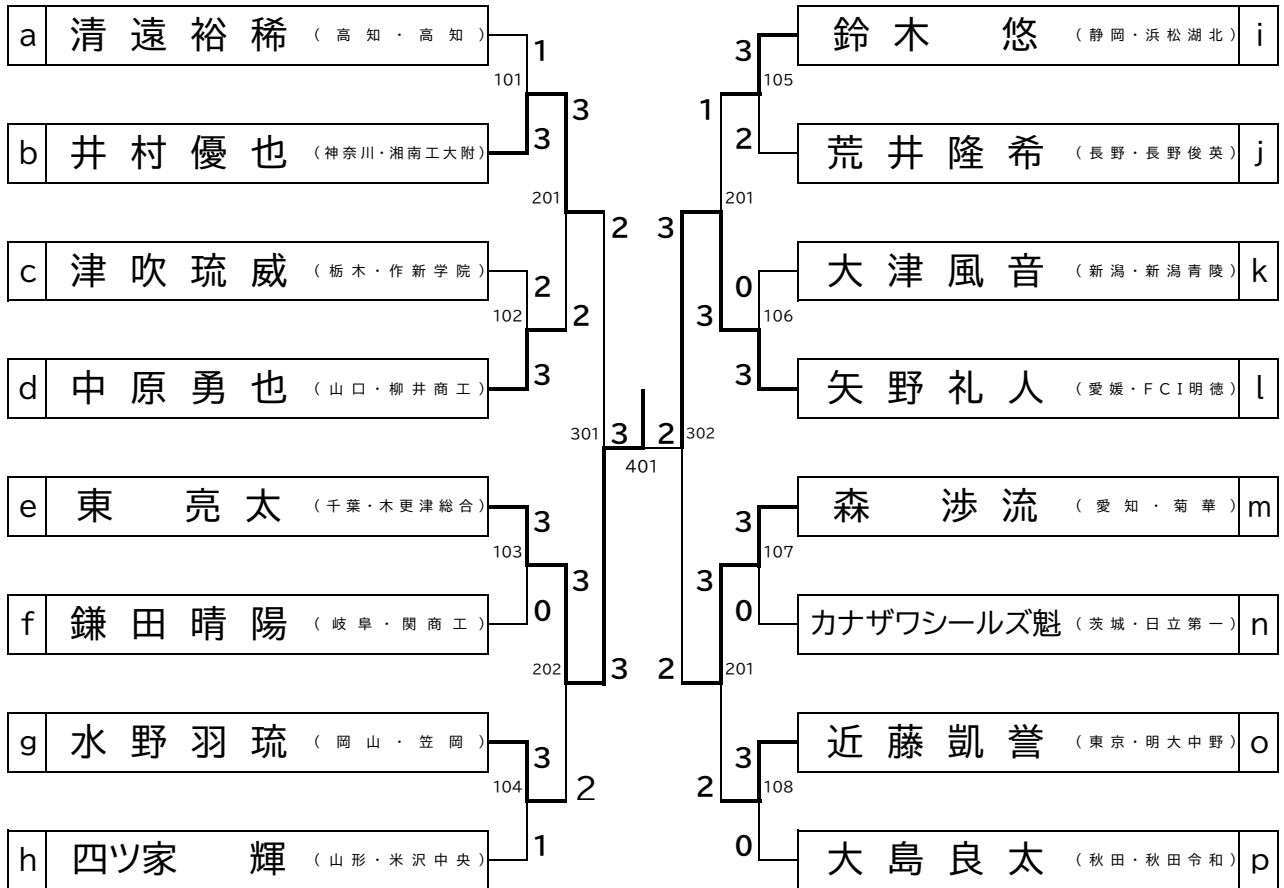 a 清遠裕稀 (高知・高知)
1
101
3
b 井村優也 (神奈川・湘南工大附)
3
201
2
c 津吹琉威 (栃木・作新学院)
2
102
2
d 中原勇也 (山口・柳井商工)
3
301
3
e 東 亮太 (千葉・木更津総合)
3
103
3
f 鎌田晴陽 (岐阜・関商工)
0
202
3
g 水野羽琉 (岡山・笠岡)
3
104
2
h 四ツ家 輝 (山形・米沢中央)
1
401
鈴木 悠 (静岡・浜松湖北) i
3
105
1
荒井隆希 (長野・長野俊英) j
2
201
3
大津風音 (新潟・新潟青陵) k
0
106
3
矢野礼人 (愛媛・FCI明徳) l
3
2
302
森 渉流 (愛知・菊華) m
3
107
3
カナザワシールズ魁 (茨城・日立第一) n
0
2
201
近藤凱誉 (東京・明大中野) o
3
108
2
大島良太 (秋田・秋田令和) p
0